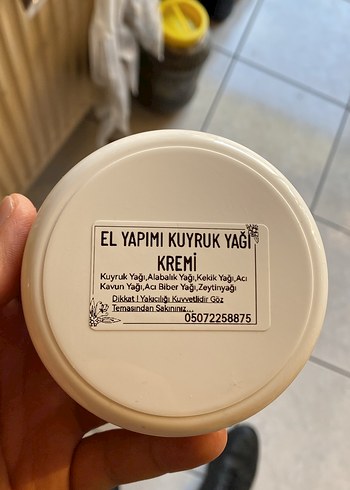 EL YAPIMI KUYRUK YAĞI
KREMİ
Kuyruk Yağı,Alabalık Yağı,Kekik Yağı,Acı
Kavun Yağı,Acı Biber Yağı,Zeytinyağı
Dikkat ! Yakıcılığı Kuvvetlidir Göz
Temasından Sakınınız...
05072258875